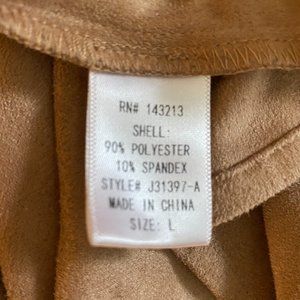 RN# 143213
SHELL:
90% POLYESTER
10% SPANDEX
STYLE# J31397-A
MADE IN CHINA
SIZE: L